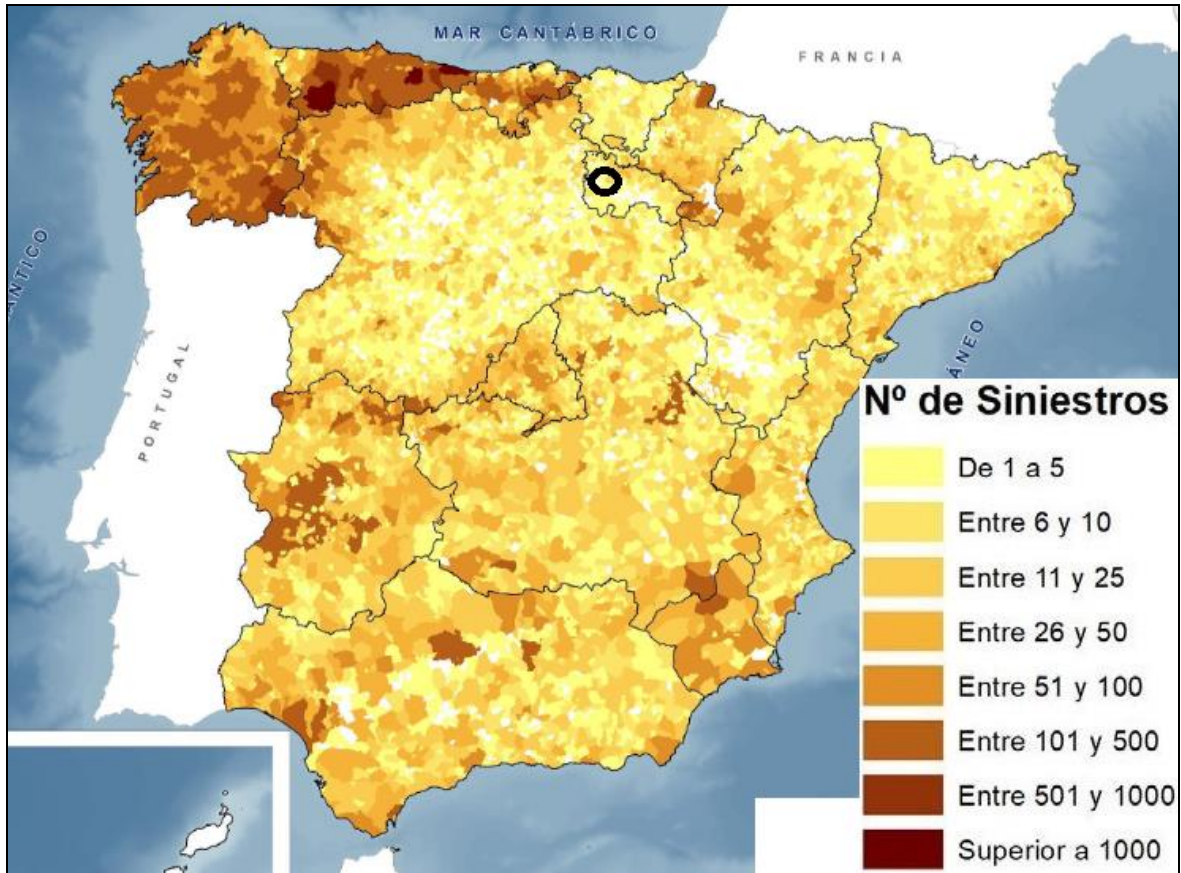 MAR CANTÁBRICO
FRANCIA
ÁNTICO
PORTUGAL
ÁNEO
Nº de Siniestros
De 1 a 5
Entre 6 y 10
Entre 11 y 25
Entre 26 y 50
Entre 51 y 100
Entre 101 y 500
Entre 501 y 1000
Superior a 1000